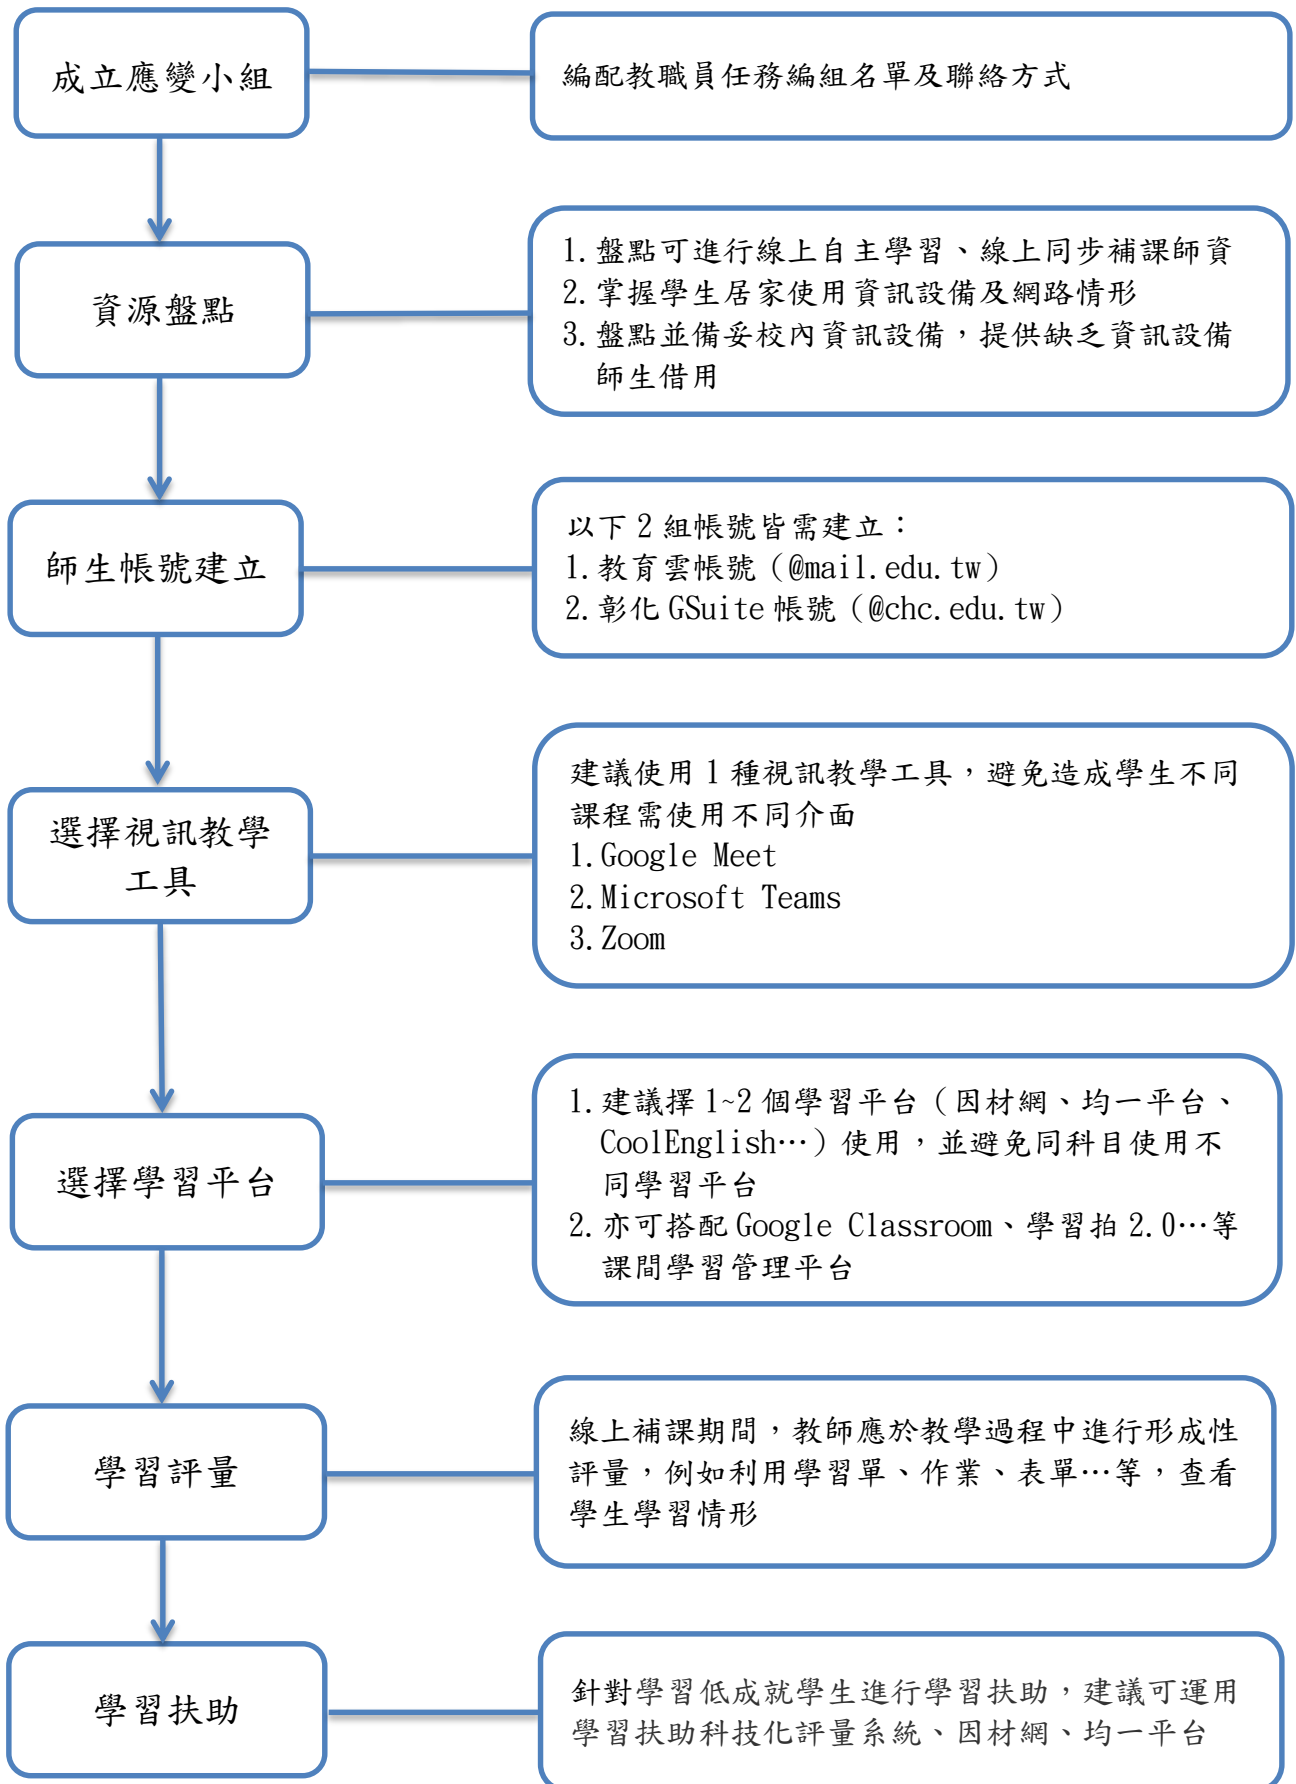 成立應變小組
編配教職員任務編組名單及聯絡方式
資源盤點
1.盤點可進行線上自主學習、線上同步補課師資
2.掌握學生居家使用資訊設備及網路情形
3.盤點並備妥校內資訊設備，提供缺乏資訊設備
師生借用
師生帳號建立
以下 2 組帳號皆需建立：
1.教育雲帳號（@mail.edu.tw）
2.彰化 GSuite 帳號（@chc.edu.tw）
選擇視訊教學
工具
建議使用 1 種視訊教學工具，避免造成學生不同
課程需使用不同介面
1.Google Meet
2.Microsoft Teams
3.Zoom
選擇學習平台
1.建議擇 1~2 個學習平台（因材網、均一平台、
CoolEnglish…）使用，並避免同科目使用不
同學習平台
2.亦可搭配 Google Classroom、學習拍 2.0…等
課間學習管理平台
學習評量
線上補課期間，教師應於教學過程中進行形成性
評量，例如利用學習單、作業、表單…等，查看
學生學習情形
學習扶助
針對學習低成就學生進行學習扶助，建議可運用
學習扶助科技化評量系統、因材網、均一平台